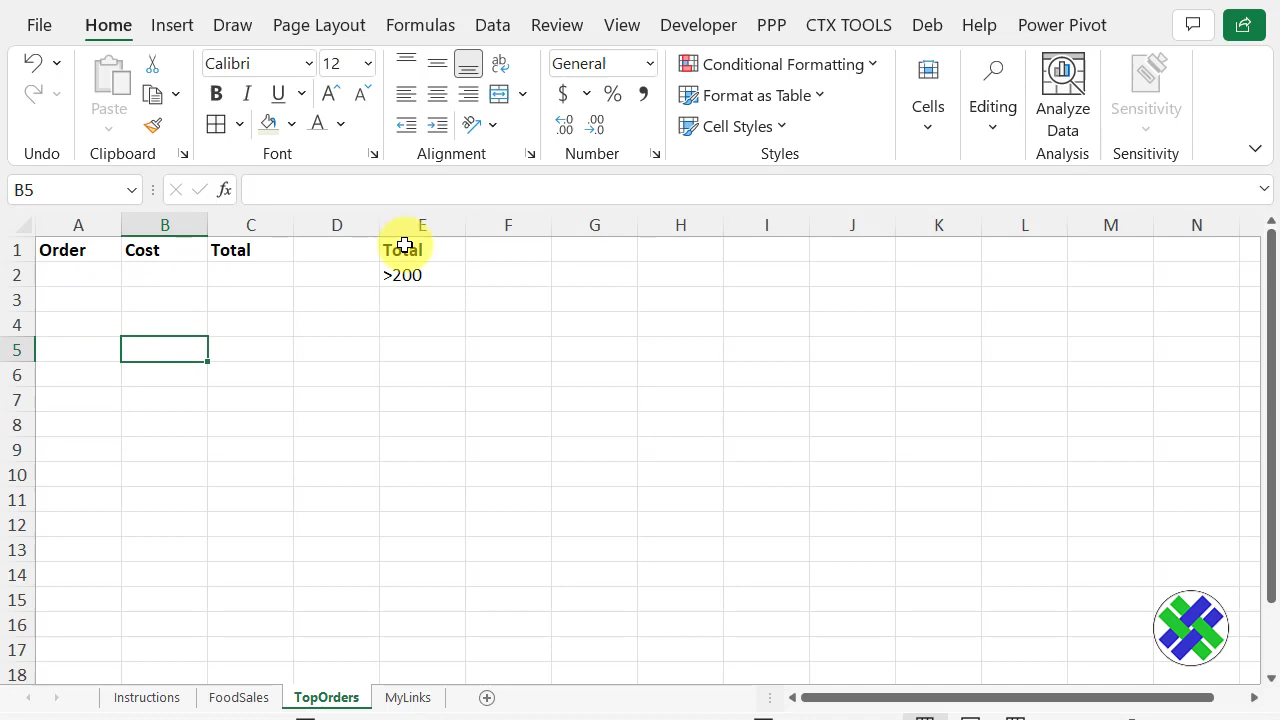 File Home Insert Draw Page Layout Formulas Data Review View Developer PPP CTX TOOLS Deb Help Power Pivot
Calibri 12 General Conditional Formatting
Paste B I U A A $ % Format as Table Cells Editing Analyze Data Sensitivity
A .00 .00 Cell Styles
Undo Clipboard Font Alignment Number Styles Analysis Sensitivity
B5 fx
A B C D E F G H I J K L M N
1 Order Cost Total Total
2 >200
3
4
5
6
7
8
9
10
11
12
13
14
15
16
17
18
Instructions FoodSales TopOrders MyLinks